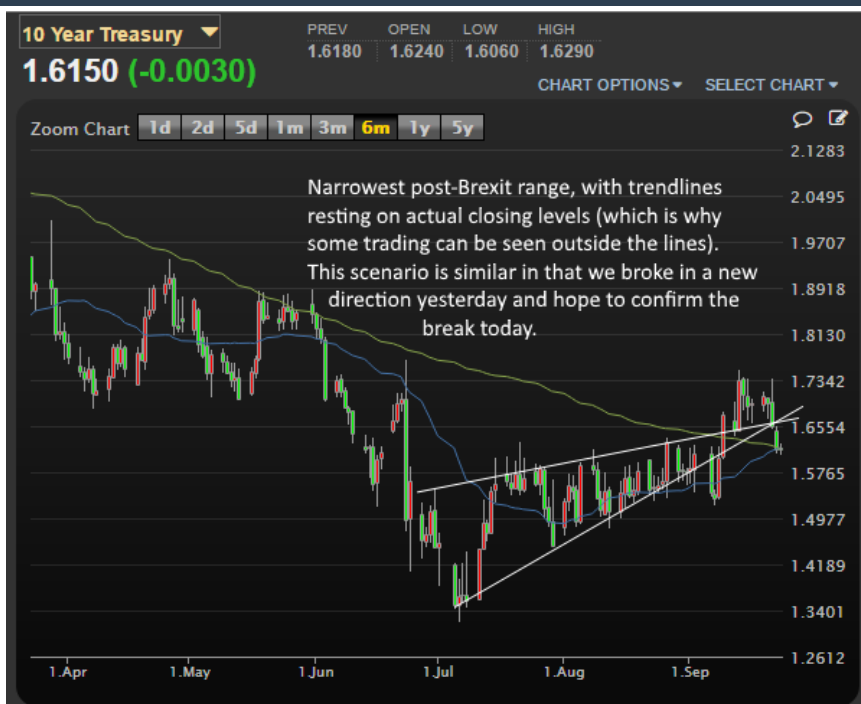 10 Year Treasury
PREV OPEN LOW HIGH
1.6180 1.6240 1.6060 1.6290
1.6150 (-0.0030)
CHART OPTIONS SELECT CHART
Zoom Chart 1d 2d 5d 1m 3m 6m 1y 5y
2.1283
Narrowest post-Brexit range, with trendlines
resting on actual closing levels (which is why
some trading can be seen outside the lines).
This scenario is similar in that we broke in a new
direction yesterday and hope to confirm the
break today.
2.0495
1.9707
1.8918
1.8130
1.7342
1.6554
1.5765
1.4977
1.4189
1.3401
1.2612
1.Apr 1.May 1.Jun 1.Jul 1.Aug 1.Sep